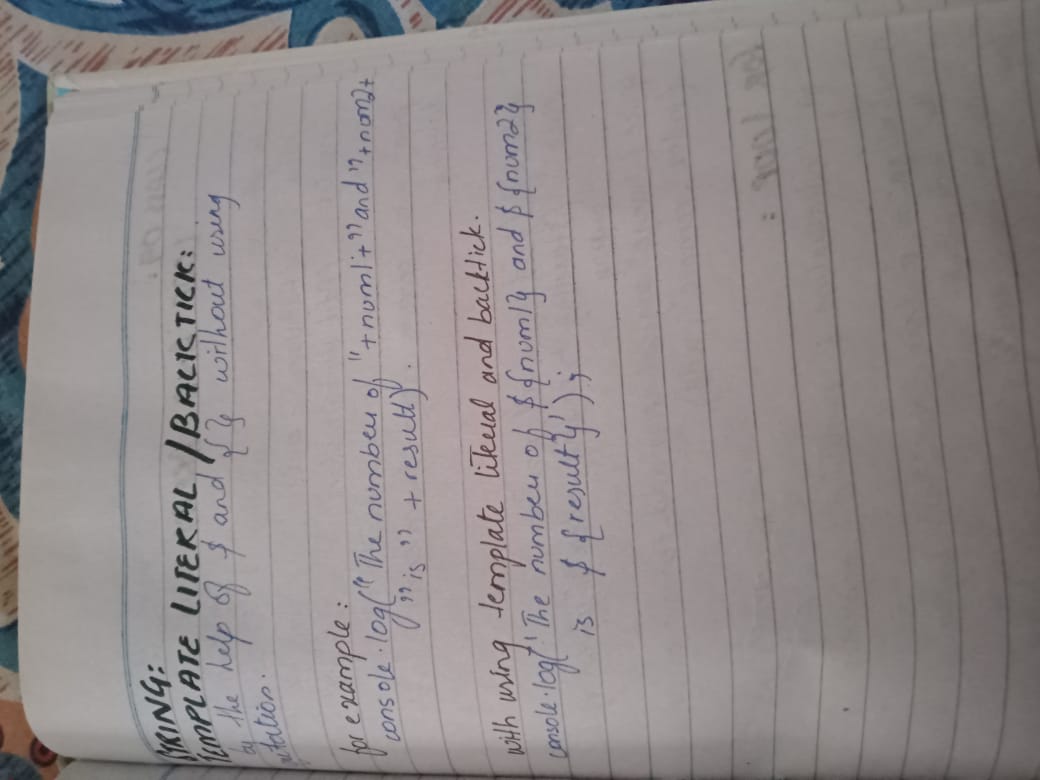 STRING:
TEMPLATE LITERAL / BACKTICK:
by the help of $ and {} without using
notation.
for example:
console.log("The number of "+num1+" and "+num2+
" is " + result).
with using template literal and backtick.
console.log(`The number of ${num1} and ${num2}
is ${result}`);